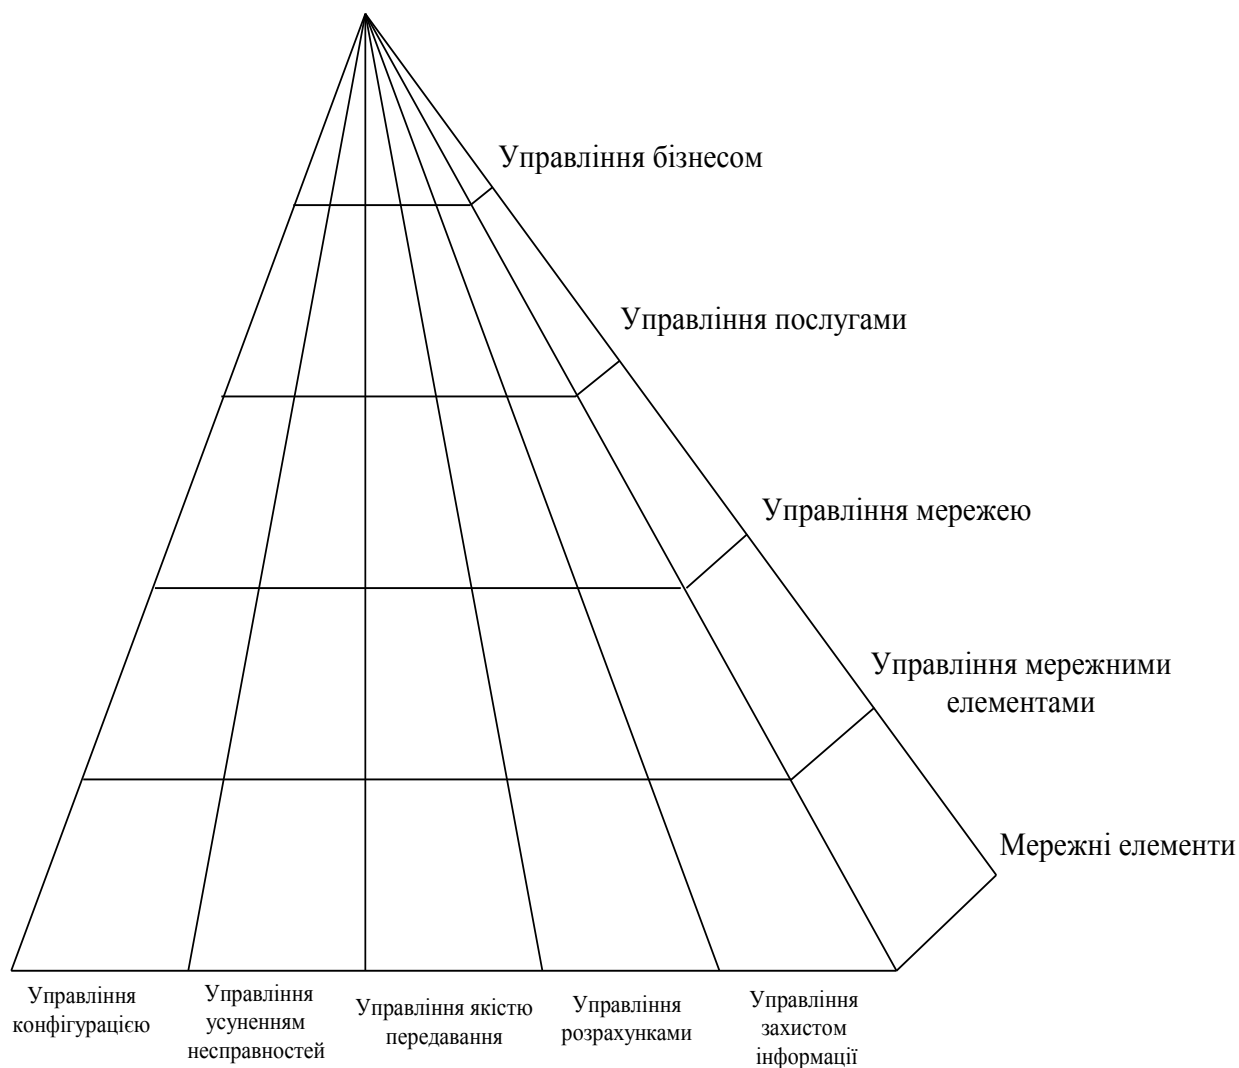 Управління бізнесом
Управління послугами
Управління мережею
Управління мережними
елементами
Мережні елементи
Управління
конфігурацією
Управління
усуненням
несправностей
Управління якістю
передавання
Управління
розрахунками
Управління
захистом
інформації